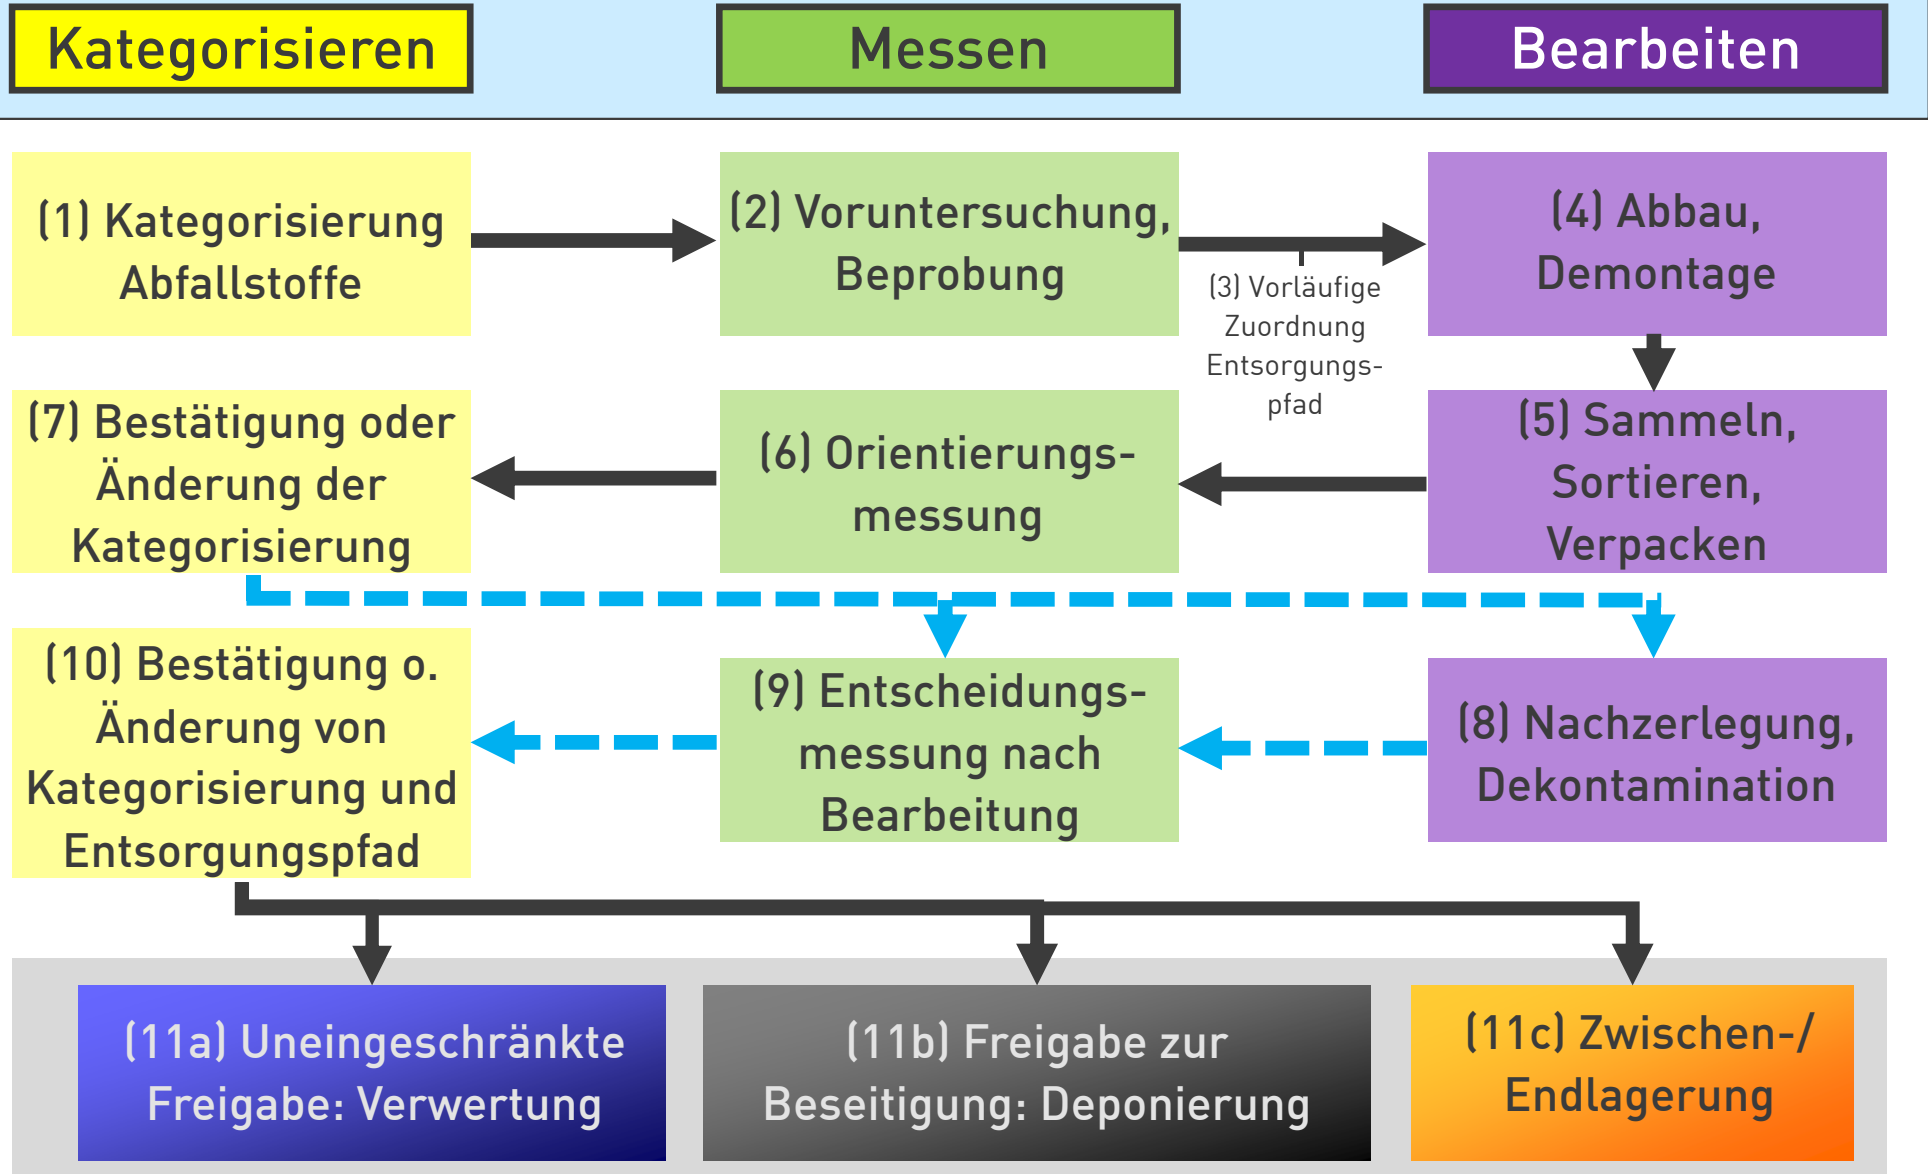 Kategorisieren
Messen
Bearbeiten
(1) Kategorisierung
Abfallstoffe
(2) Voruntersuchung,
Beprobung
(3) Vorläufige
Zuordnung
Entsorgungs-
pfad
(4) Abbau,
Demontage
(7) Bestätigung oder
Änderung der
Kategorisierung
(6) Orientierungs-
messung
(5) Sammeln,
Sortieren,
Verpacken
(10) Bestätigung o.
Änderung von
Kategorisierung und
Entsorgungspfad
(9) Entscheidungs-
messung nach
Bearbeitung
(8) Nachzerlegung,
Dekontamination
(11a) Uneingeschränkte
Freigabe: Verwertung
(11b) Freigabe zur
Beseitigung: Deponierung
(11c) Zwischen-/
Endlagerung